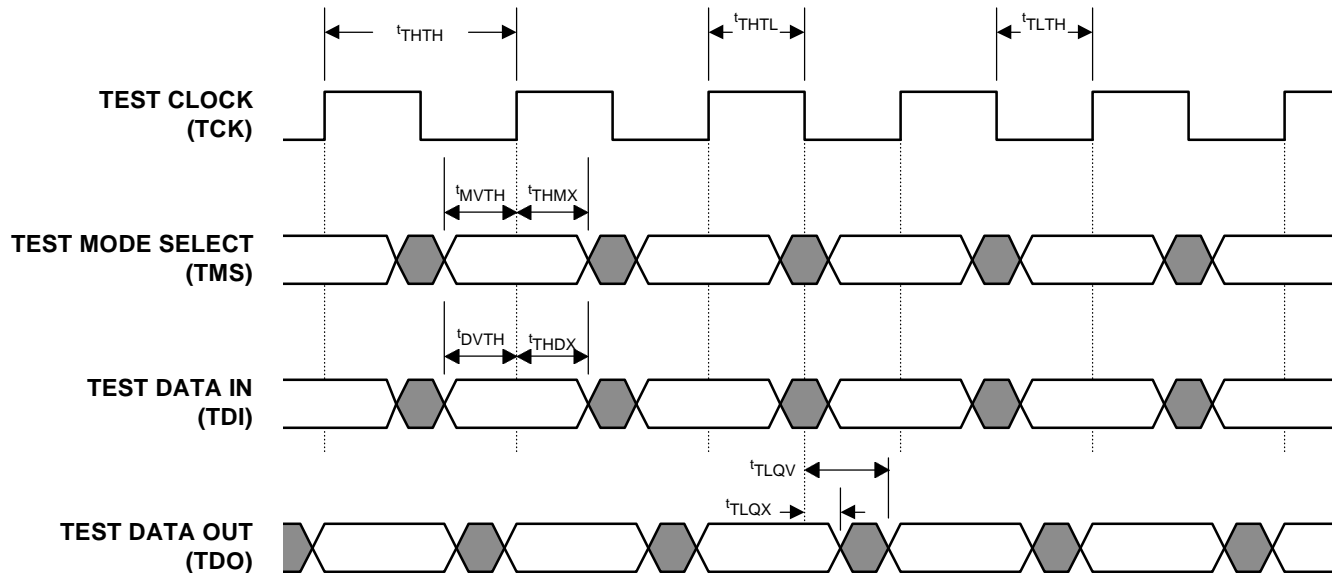 tTHTH
tTHTL
tTLTH
TEST CLOCK
(TCK)
tMVTH
tTHMX
TEST MODE SELECT
(TMS)
tDVTH
tTHDX
TEST DATA IN
(TDI)
tTLQV
tTLQX
TEST DATA OUT
(TDO)